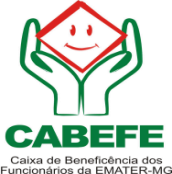 CABEFE
Caixa de Beneficência dos
Funcionários da EMATER-MG